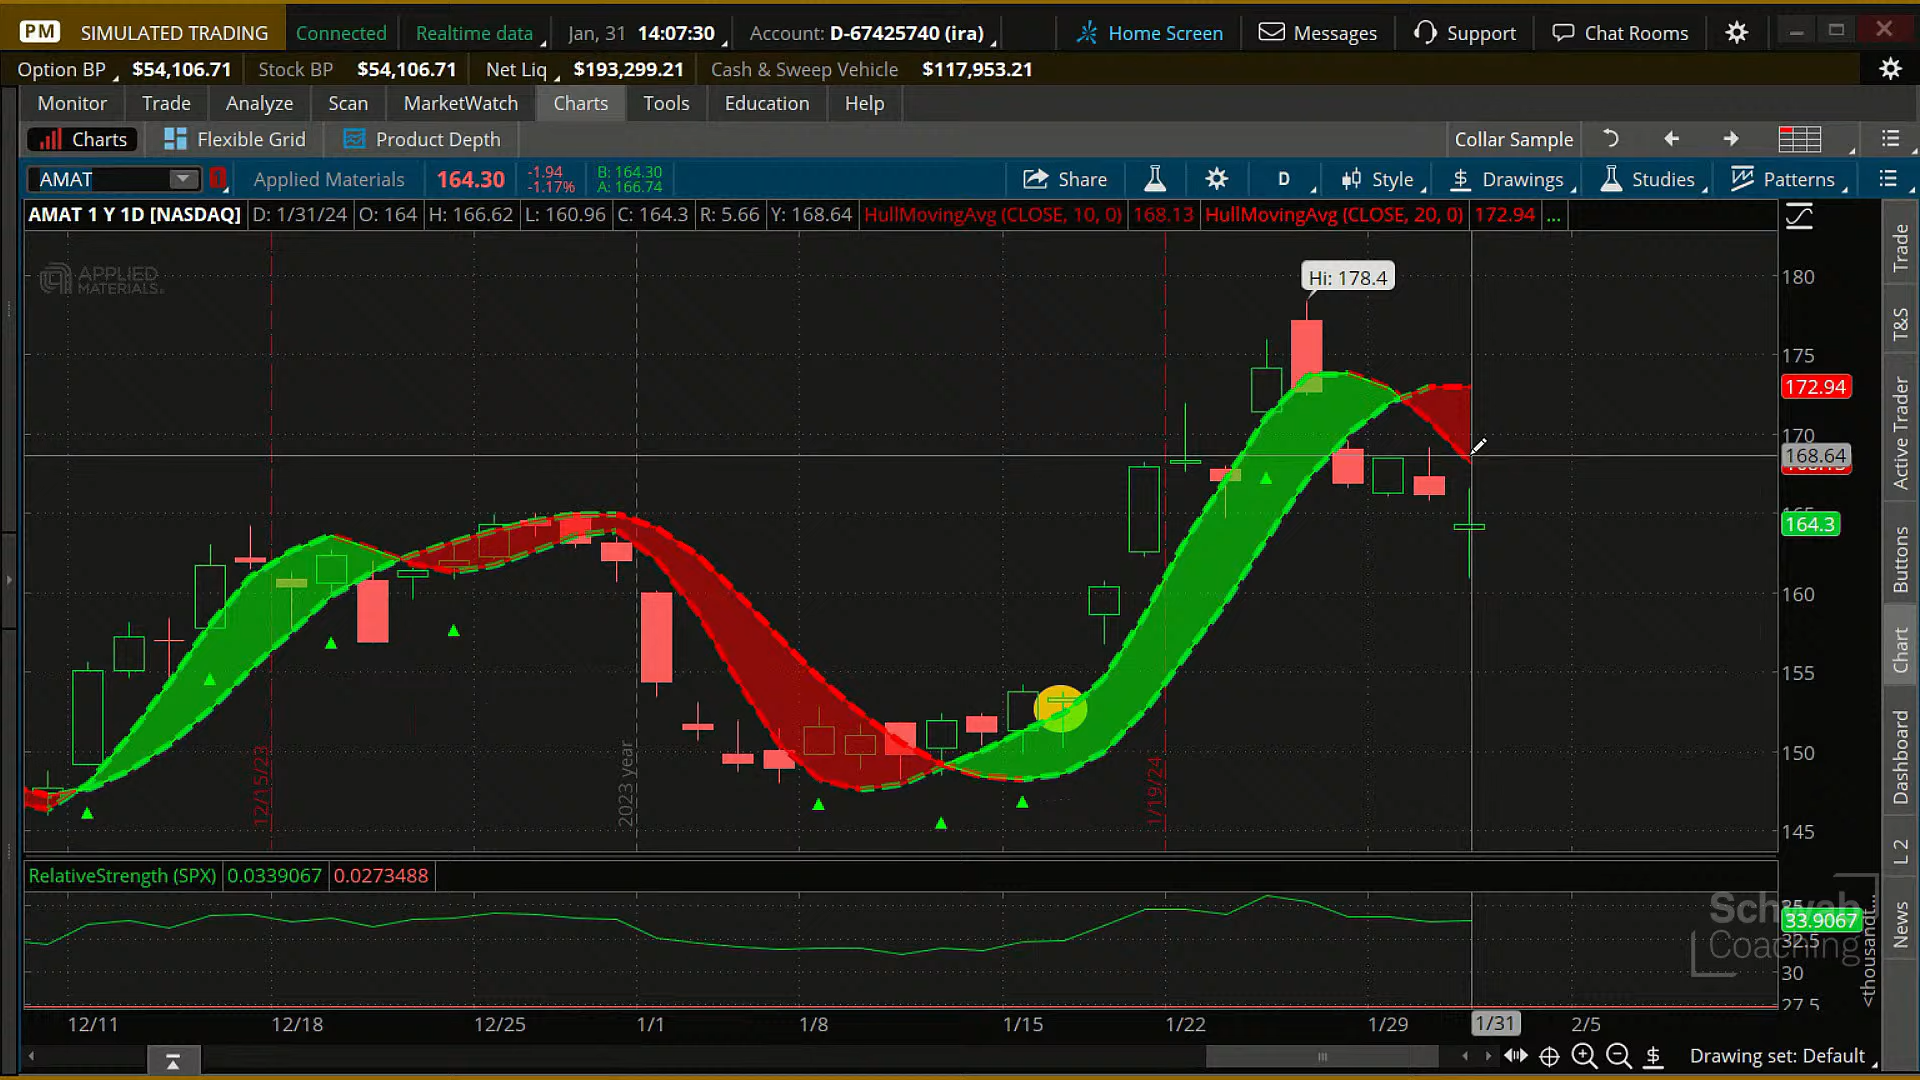 PM SIMULATED TRADING Connected Realtime data Jan, 31 14:07:30 Account: D-67425740 (ira) Home Screen Messages Support Chat Rooms
Option BP $54,106.71 Stock BP $54,106.71 Net Liq $193,299.21 Cash & Sweep Vehicle $117,953.21
Monitor Trade Analyze Scan MarketWatch Charts Tools Education Help
Charts Flexible Grid Product Depth Collar Sample
AMAT 1 Applied Materials 164.30 -1.94 -1.17% B: 164.30 A: 166.74 Share D Style $ Drawings Studies Patterns
AMAT 1 Y 1D [NASDAQ] D: 1/31/24 O: 164 H: 166.62 L: 160.96 C: 164.3 R: 5.66 Y: 168.64 HullMovingAvg (CLOSE, 10, 0) 168.13 HullMovingAvg (CLOSE, 20, 0) 172.94 ...
APPLIED
MATERIALS
Hi: 178.4
180
175
172.94
170
168.64
164.3
160
155
150
145
12/15/23
2023 year
1/19/24
RelativeStrength (SPX) 0.0339067 0.0273488
35
33.9067
32.5
30
27.5
<thousandt...
Schwab
Coaching
12/11 12/18 12/25 1/1 1/8 1/15 1/22 1/29 1/31 2/5
$ Drawing set: Default
Trade
T&S
Active Trader
Buttons
Chart
Dashboard
L 2
News